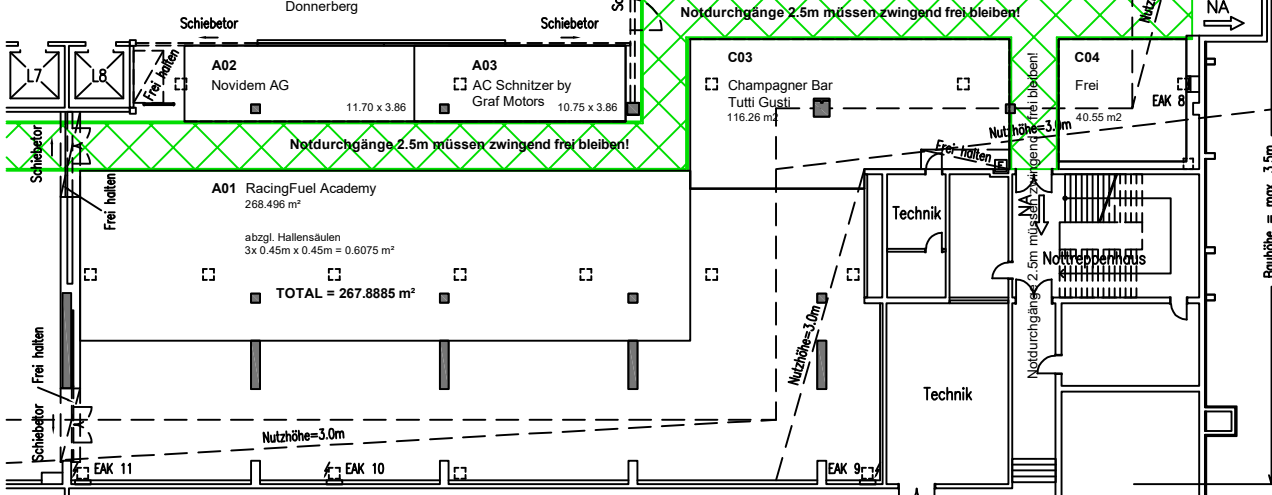 Donnerberg
Schiebetor
Schiebetor
Notdurchgänge 2.5m müssen zwingend frei bleiben!
NA
L7
L8
Frei halten
A02
Novidem AG
11.70 x 3.86
A03
AC Schnitzer by
Graf Motors
10.75 x 3.86
C03
Champagner Bar
Tutti Gusti
116.26 m2
C04
Frei
40.55 m2
EAK 8
Nutzhöhe=3.0m
Frei halten
F
Schiebetor
Notdurchgänge 2.5m müssen zwingend frei bleiben!
Frei halten
A01 RacingFuel Academy
268.496 m²
abzgl. Hallensäulen
3x 0.45m x 0.45m = 0.6075 m²
TOTAL = 267.8885 m²
Technik
NA
Nottreppenhaus
Notdurchgänge 2.5m müssen zwingend frei bleiben!
Bauhöhe = max. 3.5m
Nutzhöhe=3.0m
Frei halten
Schiebetor
Technik
Nutzhöhe=3.0m
EAK 11
EAK 10
EAK 9